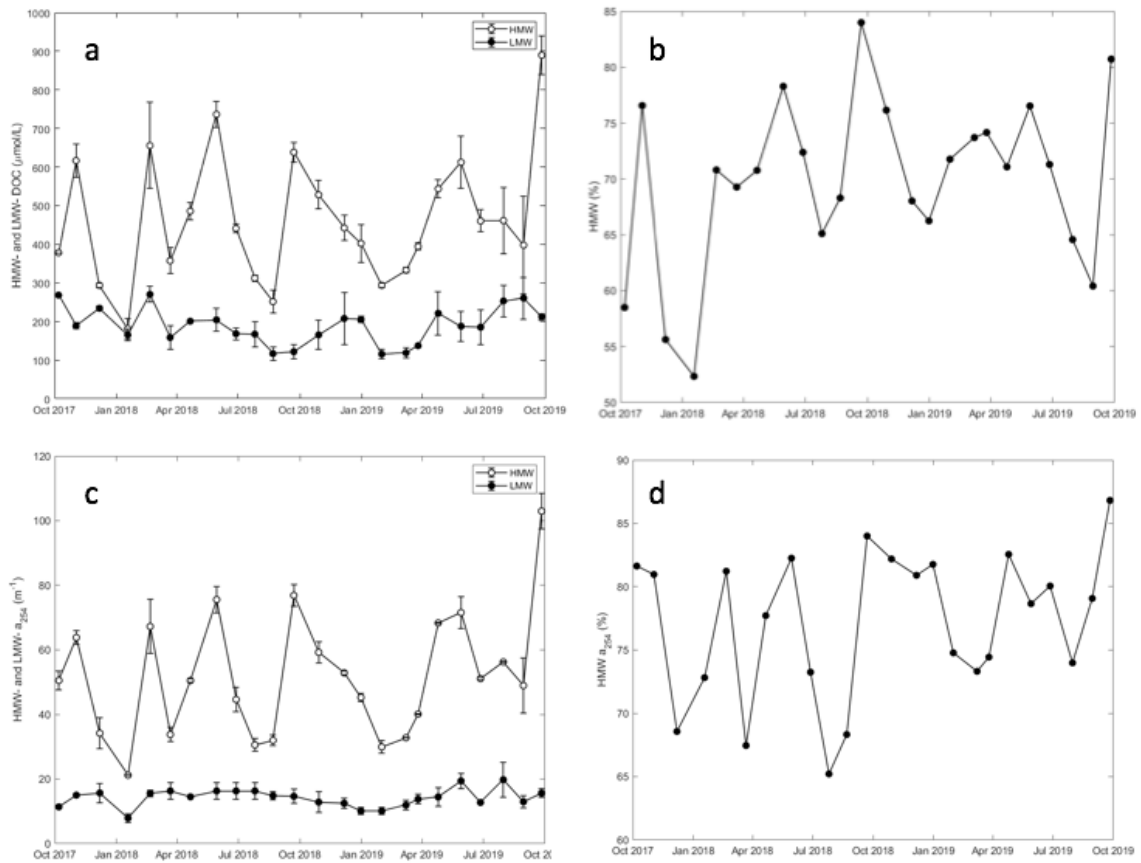 a
HMW
LMW
1000
900
800
700
600
500
400
300
200
100
0
HMW- and LMW- DOC (μmol/L)
Oct 2017 Jan 2018 Apr 2018 Jul 2018 Oct 2018 Jan 2019 Apr 2019 Jul 2019 Oct 2019
b
85
80
75
70
65
60
55
50
HMW (%)
Oct 2017 Jan 2018 Apr 2018 Jul 2018 Oct 2018 Jan 2019 Apr 2019 Jul 2019 Oct 2019
c
HMW
LMW
120
100
80
60
40
20
0
HMW- and LMW- a254 (m-1)
Oct 2017 Jan 2018 Apr 2018 Jul 2018 Oct 2018 Jan 2019 Apr 2019 Jul 2019 Oct 20
d
90
85
80
75
70
65
60
HMW a254 (%)
Oct 2017 Jan 2018 Apr 2018 Jul 2018 Oct 2018 Jan 2019 Apr 2019 Jul 2019 Oct 2019